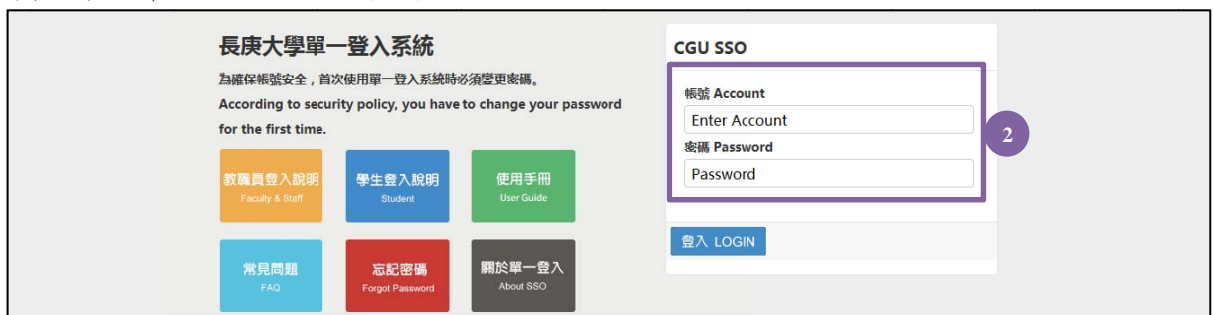 長庚大學單一登入系統
為確保帳號安全，首次使用單一登入系統時必須變更密碼。
According to security policy, you have to change your password
for the first time.
教職員登入說明
Faculty & Staff
學生登入說明
Student
使用手冊
User Guide
常見問題
FAQ
忘記密碼
Forgot Password
關於單一登入
About SSO
CGU SSO
帳號 Account
Enter Account
密碼 Password
Password
2
登入 LOGIN